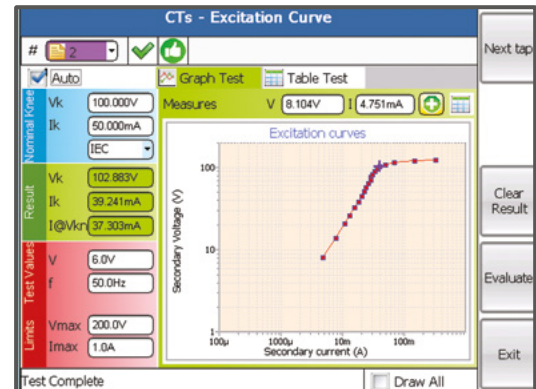 CTs - Excitation Curve
# 2
Next tap
Auto
Graph Test
Table Test
Nominal Knee
Vk 100.000V
Ik 50.000mA
IEC
Measures V 8.104V I 4.751mA
Excitation curves
Result
Vk 102.883V
Ik 39.241mA
I@Vkn 37.303mA
Clear
Result
Secondary Voltage (V)
100
10
1
100µ 1000µ 10m 100m
Secondary current (A)
Test Values
V 6.0V
f 50.0Hz
Evaluate
Limits
Vmax 200.0V
Imax 1.0A
Exit
Test Complete
Draw All